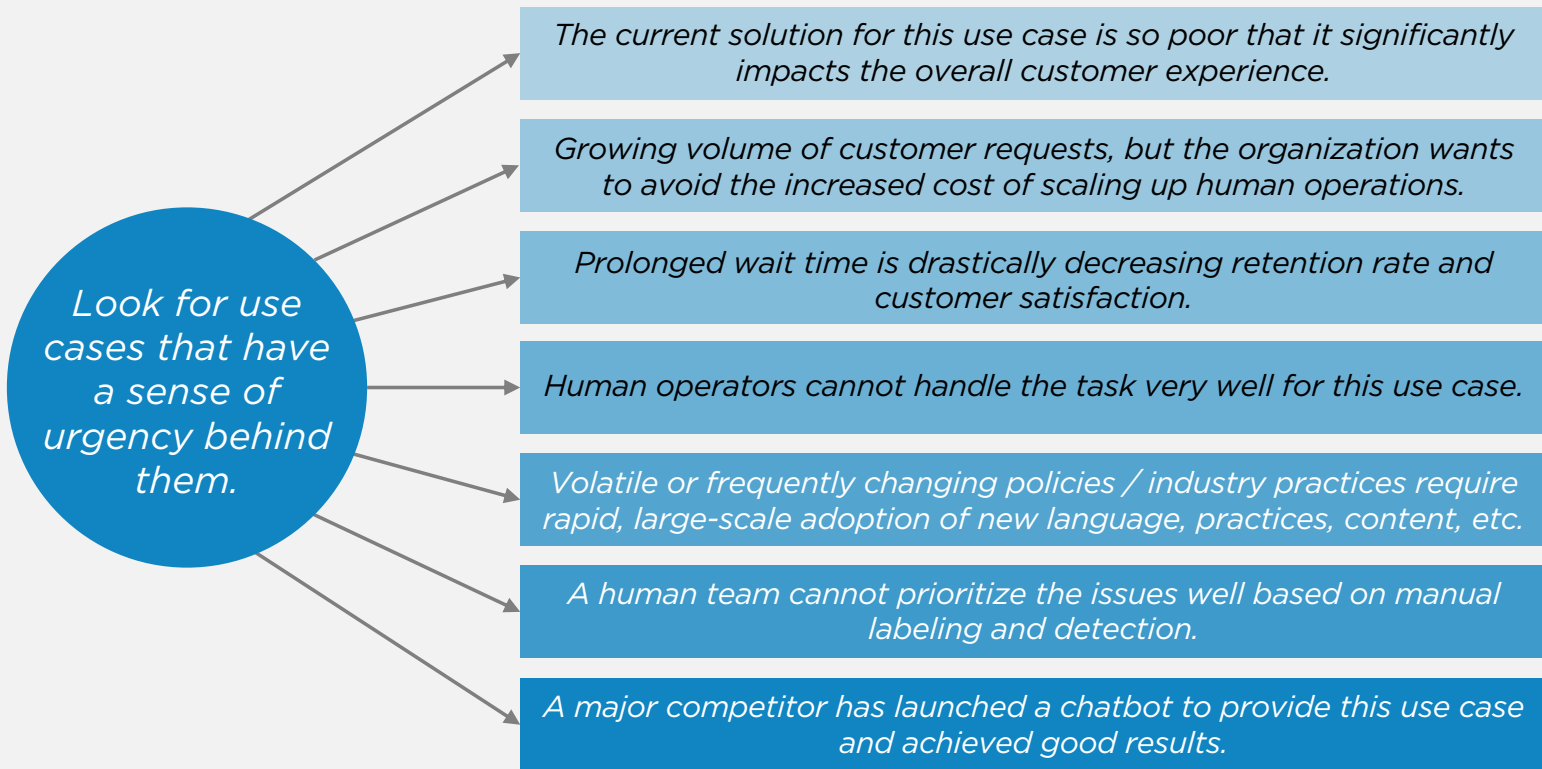 Look for use
cases that have
a sense of
urgency behind
them.
The current solution for this use case is so poor that it significantly
impacts the overall customer experience.
Growing volume of customer requests, but the organization wants
to avoid the increased cost of scaling up human operations.
Prolonged wait time is drastically decreasing retention rate and
customer satisfaction.
Human operators cannot handle the task very well for this use case.
Volatile or frequently changing policies / industry practices require
rapid, large-scale adoption of new language, practices, content, etc.
A human team cannot prioritize the issues well based on manual
labeling and detection.
A major competitor has launched a chatbot to provide this use case
and achieved good results.